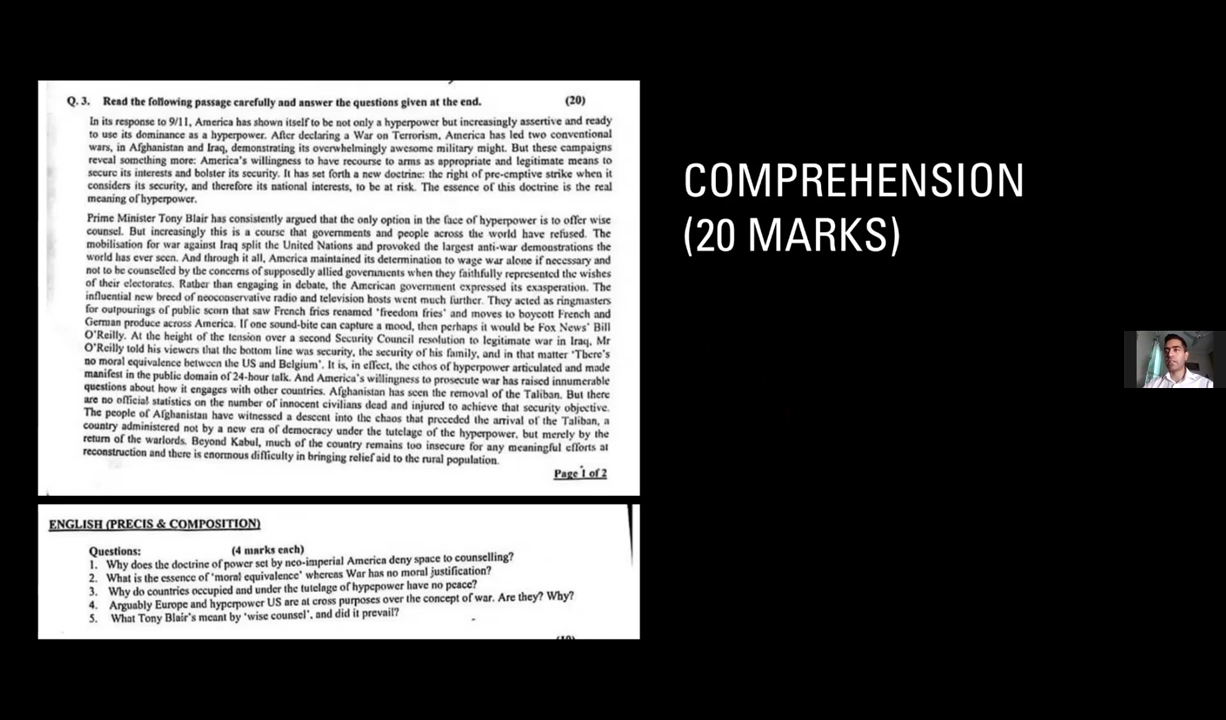 Q. 3. Read the following passage carefully and answer the questions given at the end. (20)
In its response to 9/11, America has shown itself to be not only a hyperpower but increasingly assertive and ready
to use its dominance as a hyperpower. After declaring a War on Terrorism, America has led two conventional
wars, in Afghanistan and Iraq, demonstrating its overwhelmingly awesome military might. But these campaigns
reveal something more: America's willingness to have recourse to arms as appropriate and legitimate means to
secure its interests and bolster its security. It has set forth a new doctrine: the right of pre-emptive strike when it
considers its security, and therefore its national interests, to be at risk. The essence of this doctrine is the real
meaning of hyperpower.
Prime Minister Tony Blair has consistently argued that the only option in the face of hyperpower is to offer wise
counsel. But increasingly this is a course that governments and people across the world have refused. The
mobilisation for war against Iraq split the United Nations and provoked the largest anti-war demonstrations the
world has ever seen. And through it all, America maintained its determination to wage war alone if necessary and
not to be counselled by the concerns of supposedly allied governments when they faithfully represented the wishes
of their electorates. Rather than engaging in debate, the American government expressed its exasperation. The
influential new breed of neoconservative radio and television hosts went much further. They acted as ringmasters
for outpourings of public scorn that saw French fries renamed 'freedom fries' and moves to boycott French and
German produce across America. If one sound-bite can capture a mood, then perhaps it would be Fox News' Bill
O'Reilly. At the height of the tension over a second Security Council resolution to legitimate war in Iraq, Mr
O'Reilly told his viewers that the bottom line was security, the security of his family, and in that matter 'There's
no moral equivalence between the US and Belgium'. It is, in effect, the ethos of hyperpower articulated and made
manifest in the public domain of 24-hour talk. And America's willingness to prosecute war has raised innumerable
questions about how it engages with other countries. Afghanistan has seen the removal of the Taliban. But there
are no official statistics on the number of innocent civilians dead and injured to achieve that security objective.
The people of Afghanistan have witnessed a descent into the chaos that preceded the arrival of the Taliban, a
country administered not by a new era of democracy under the tutelage of the hyperpower, but merely by the
return of the warlords. Beyond Kabul, much of the country remains too insecure for any meaningful efforts at
reconstruction and there is enormous difficulty in bringing relief aid to the rural population.
Page 1 of 2
ENGLISH (PRECIS & COMPOSITION)
Questions: (4 marks each)
1. Why does the doctrine of power set by neo-imperial America deny space to counselling?
2. What is the essence of 'moral equivalence' whereas War has no moral justification?
3. Why do countries occupied and under the tutelage of hypepower have no peace?
4. Arguably Europe and hyperpower US are at cross purposes over the concept of war. Are they? Why?
5. What Tony Blair's meant by 'wise counsel', and did it prevail?
COMPREHENSION
(20 MARKS)